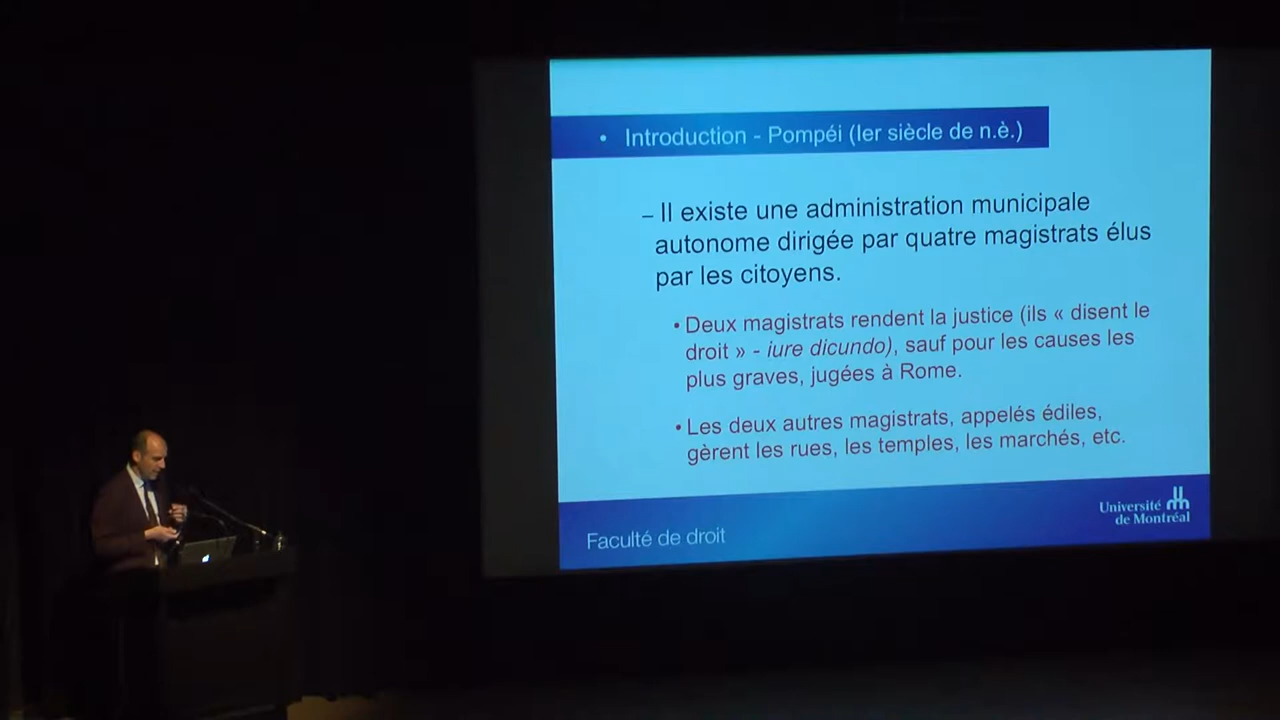 • Introduction - Pompéi (Ier siècle de n.è.)
– Il existe une administration municipale
autonome dirigée par quatre magistrats élus
par les citoyens.
• Deux magistrats rendent la justice (ils « disent le
droit » - iure dicundo), sauf pour les causes les
plus graves, jugées à Rome.
• Les deux autres magistrats, appelés édiles,
gèrent les rues, les temples, les marchés, etc.
Faculté de droit
Université
de Montréal